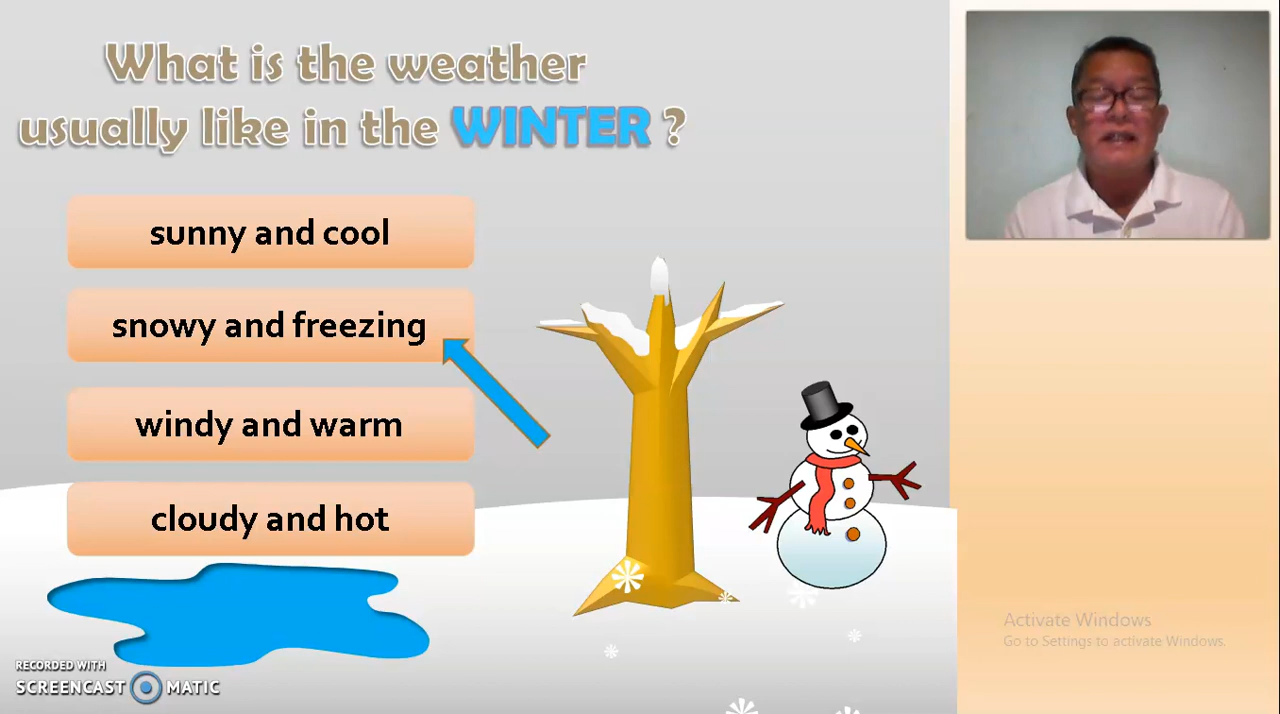 What is the weather
usually like in the WINTER ?
sunny and cool
snowy and freezing
windy and warm
cloudy and hot
RECORDED WITH
SCREENCAST MATIC
Activate Windows
Go to Settings to activate Windows.